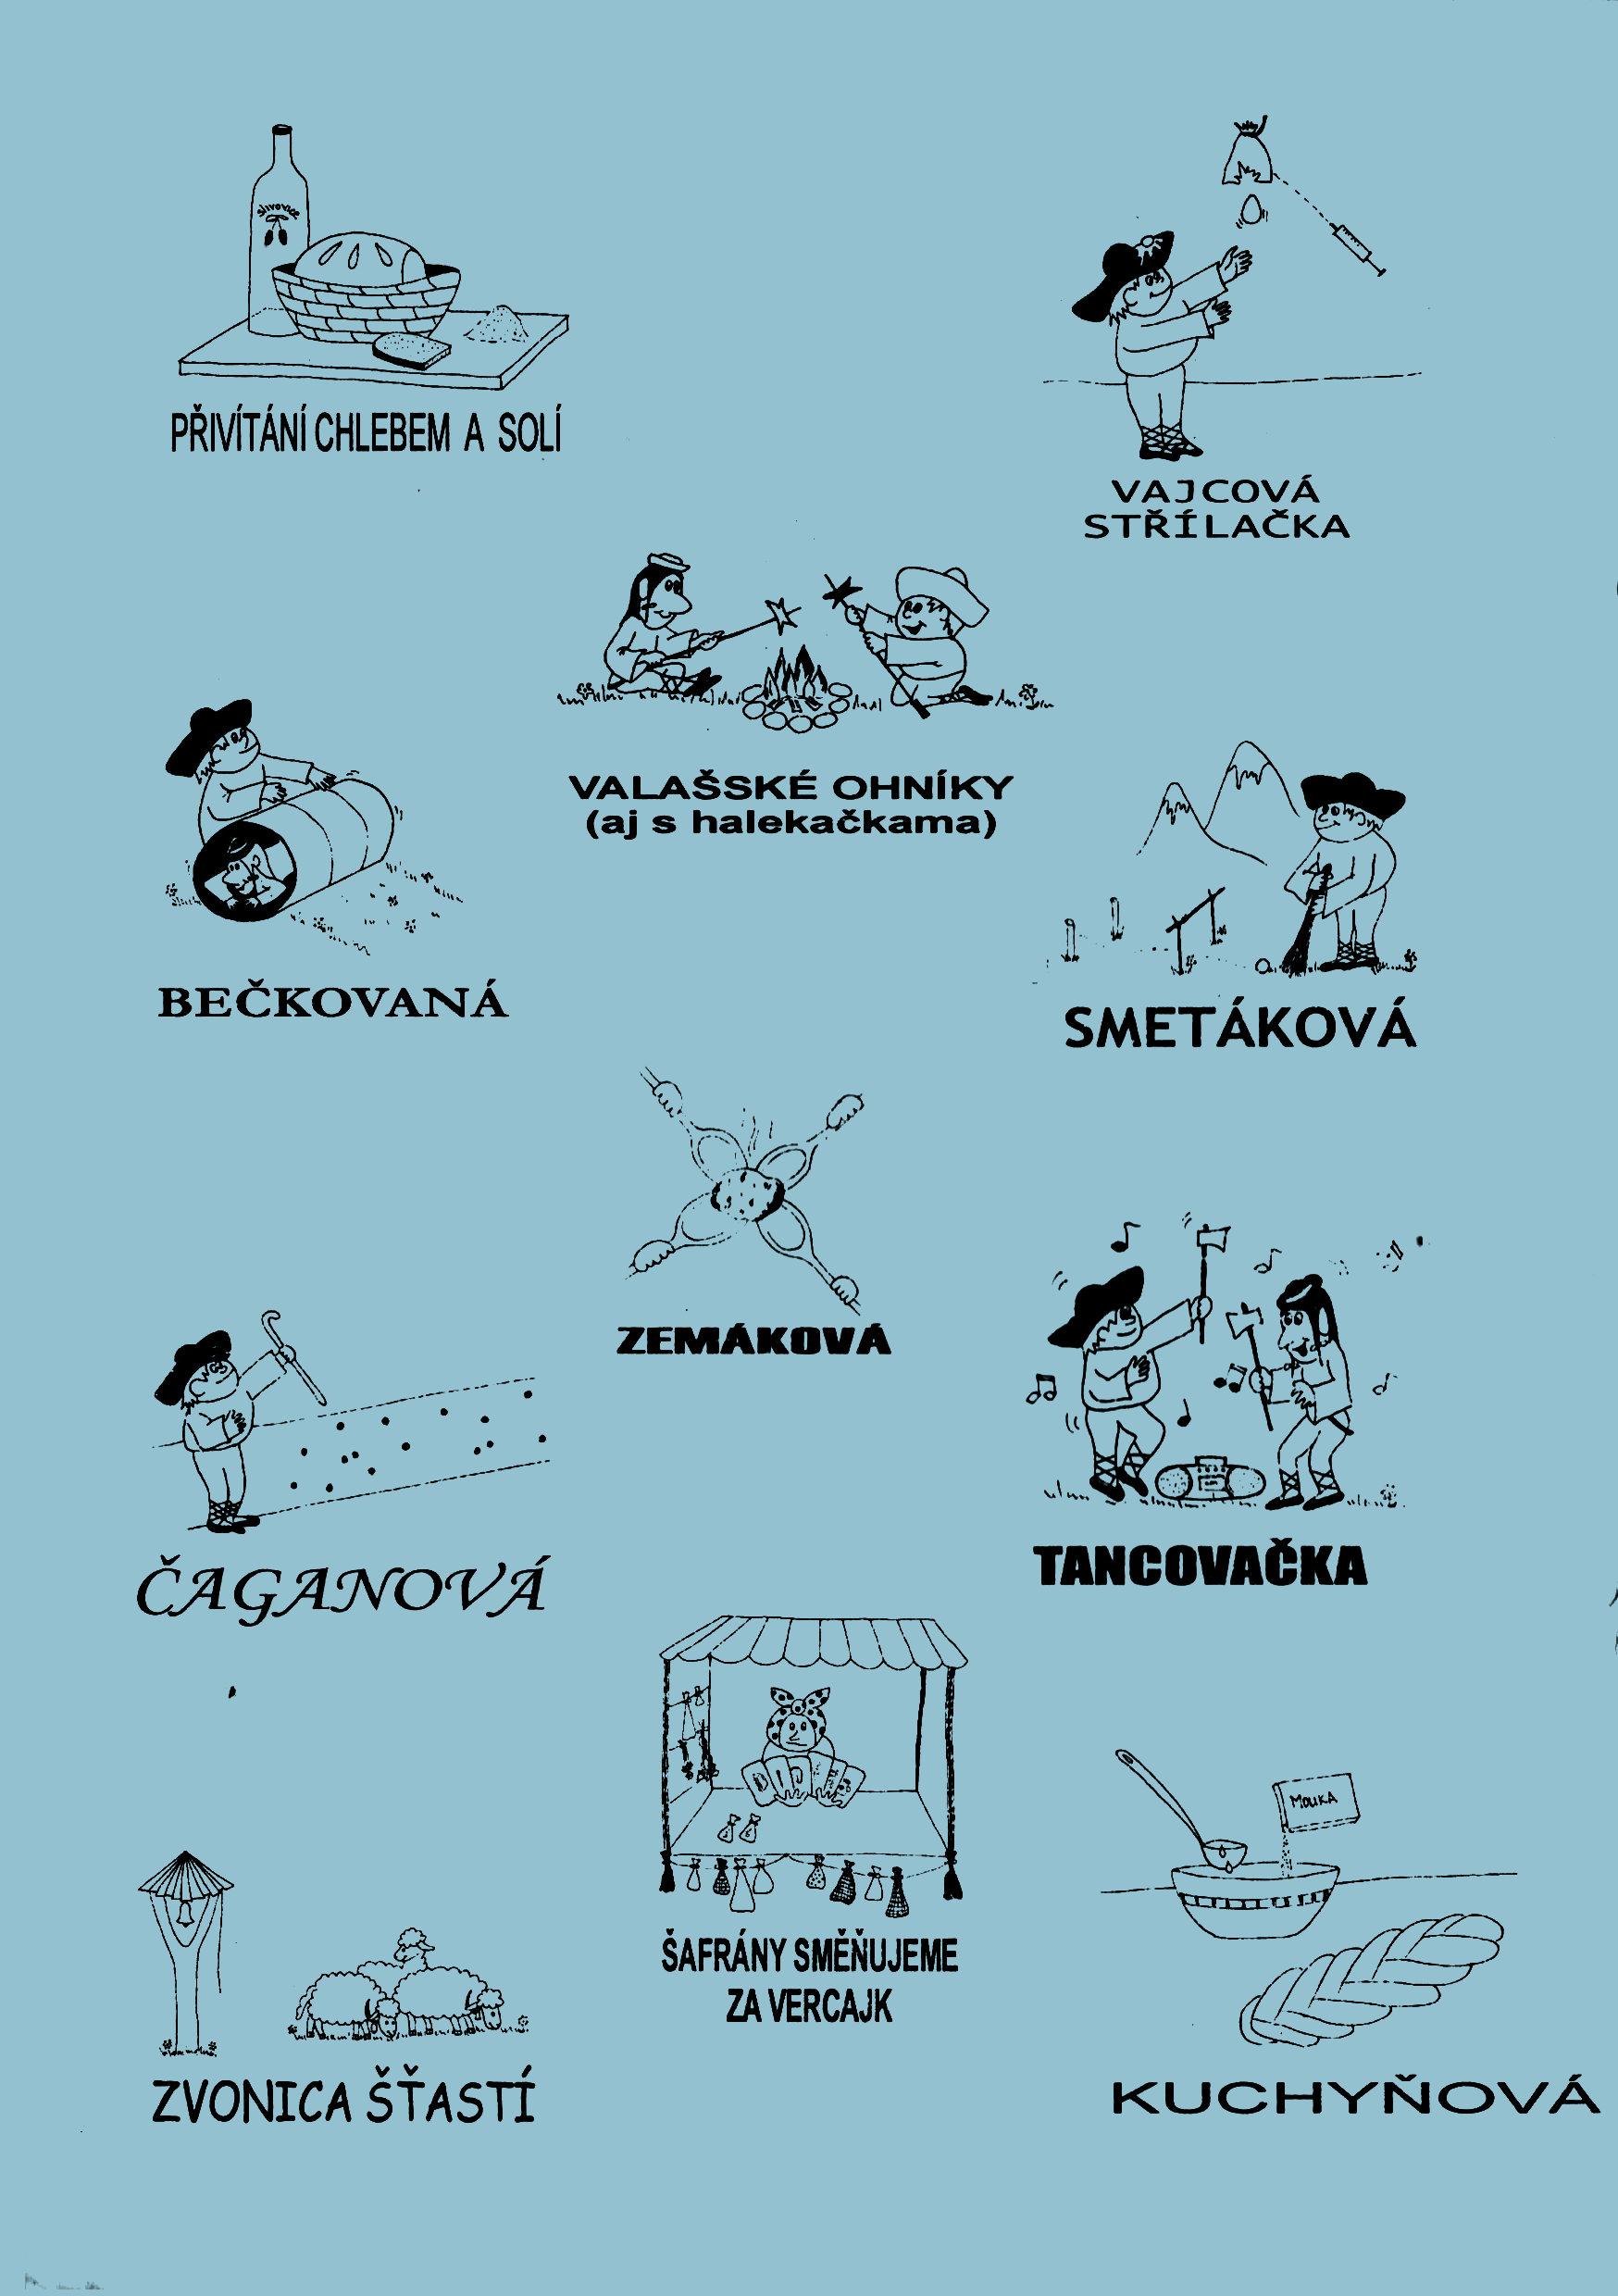 slivovice
PŘIVÍTÁNÍ CHLEBEM A SOLÍ
VAJCOVÁ
STŘÍLAČKA
VALAŠSKÉ OHNÍKY
(aj s halekačkama)
BEČKOVANÁ
SMETÁKOVÁ
ZEMÁKOVÁ
ČAGANOVÁ
TANCOVAČKA
ŠAFRÁNY SMĚŇUJEME
ZA VERCAJK
MOUKA
ZVONICA ŠŤASTÍ
KUCHYŇOVÁ